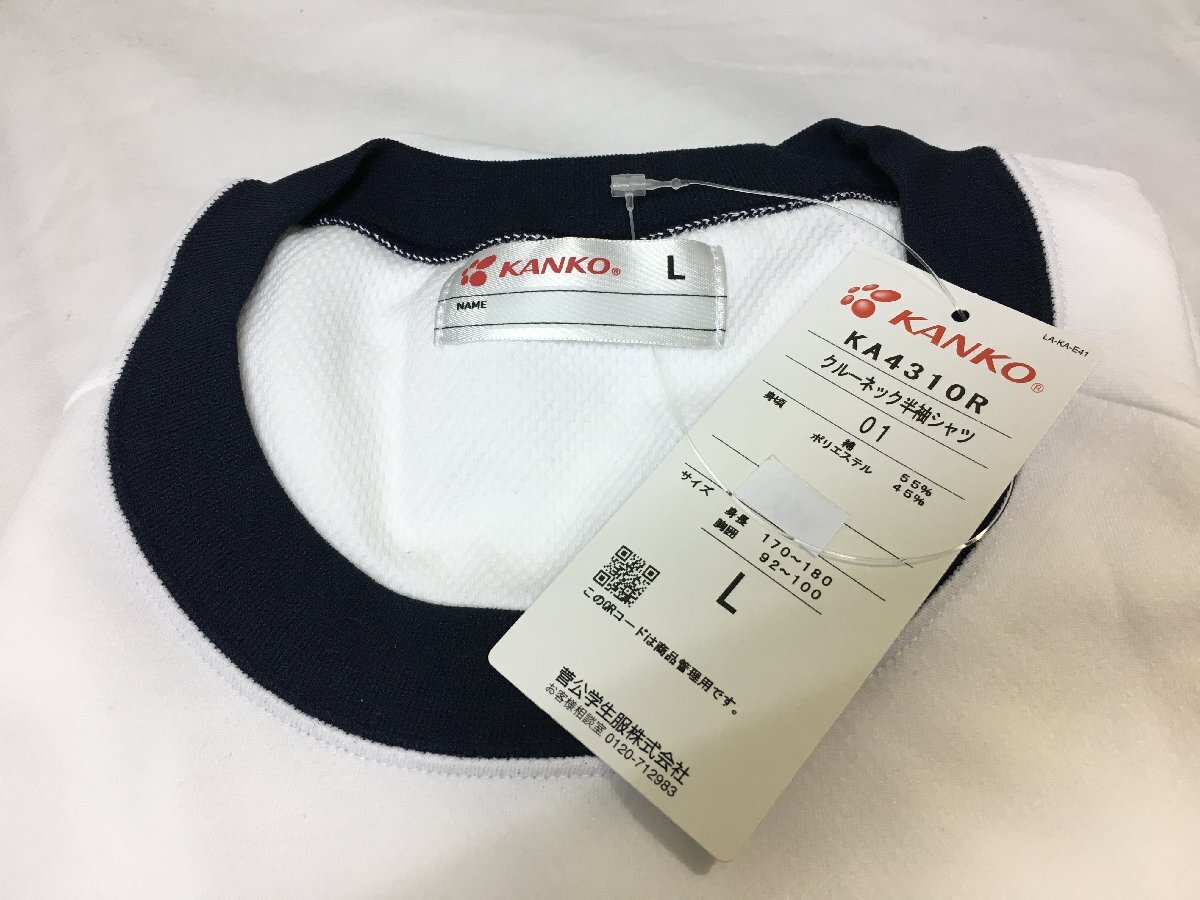 KANKO® L
NAME
LA-KA-E41
KANKO®
KA4310R
クルーネック半袖シャツ
01
身頃 綿 55%
ポリエステル 45%
サイズ 身長 170~180
胸囲 92~100
L
このQRコードは商品管理用です。
菅公学生服株式会社
お客様相談室 0120-712983